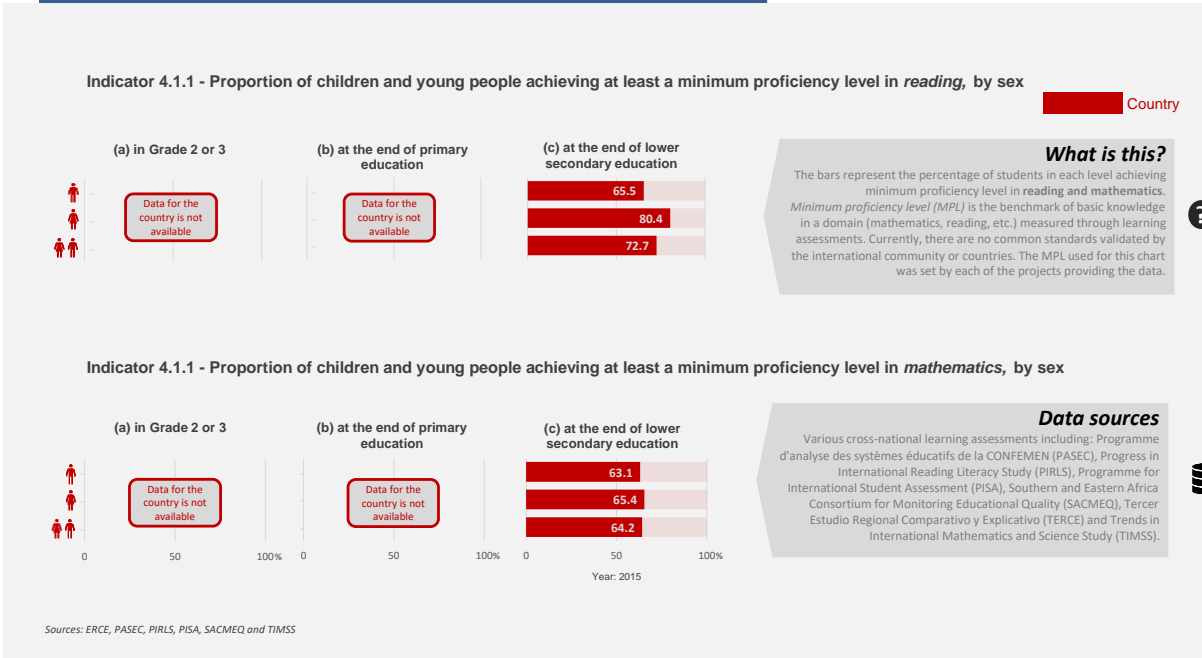 Indicator 4.1.1 - Proportion of children and young people achieving at least a minimum proficiency level in reading, by sex
Country
(a) in Grade 2 or 3
(b) at the end of primary
education
(c) at the end of lower
secondary education
Data for the
country is not
available
Data for the
country is not
available
65.5
80.4
72.7
What is this?
The bars represent the percentage of students in each level achieving
minimum proficiency level in reading and mathematics.
Minimum proficiency level (MPL) is the benchmark of basic knowledge
in a domain (mathematics, reading, etc.) measured through learning
assessments. Currently, there are no common standards validated by
the international community or countries. The MPL used for this chart
was set by each of the projects providing the data.
?
Indicator 4.1.1 - Proportion of children and young people achieving at least a minimum proficiency level in mathematics, by sex
(a) in Grade 2 or 3
(b) at the end of primary
education
(c) at the end of lower
secondary education
Data for the
country is not
available
Data for the
country is not
available
63.1
65.4
64.2
0 50 100%
0 50 100%
0 50 100%
Year: 2015
Data sources
Various cross-national learning assessments including: Programme
d'analyse des systèmes éducatifs de la CONFEMEN (PASEC), Progress in
International Reading Literacy Study (PIRLS), Programme for
International Student Assessment (PISA), Southern and Eastern Africa
Consortium for Monitoring Educational Quality (SACMEQ), Tercer
Estudio Regional Comparativo y Explicativo (TERCE) and Trends in
International Mathematics and Science Study (TIMSS).
Sources: ERCE, PASEC, PIRLS, PISA, SACMEQ and TIMSS